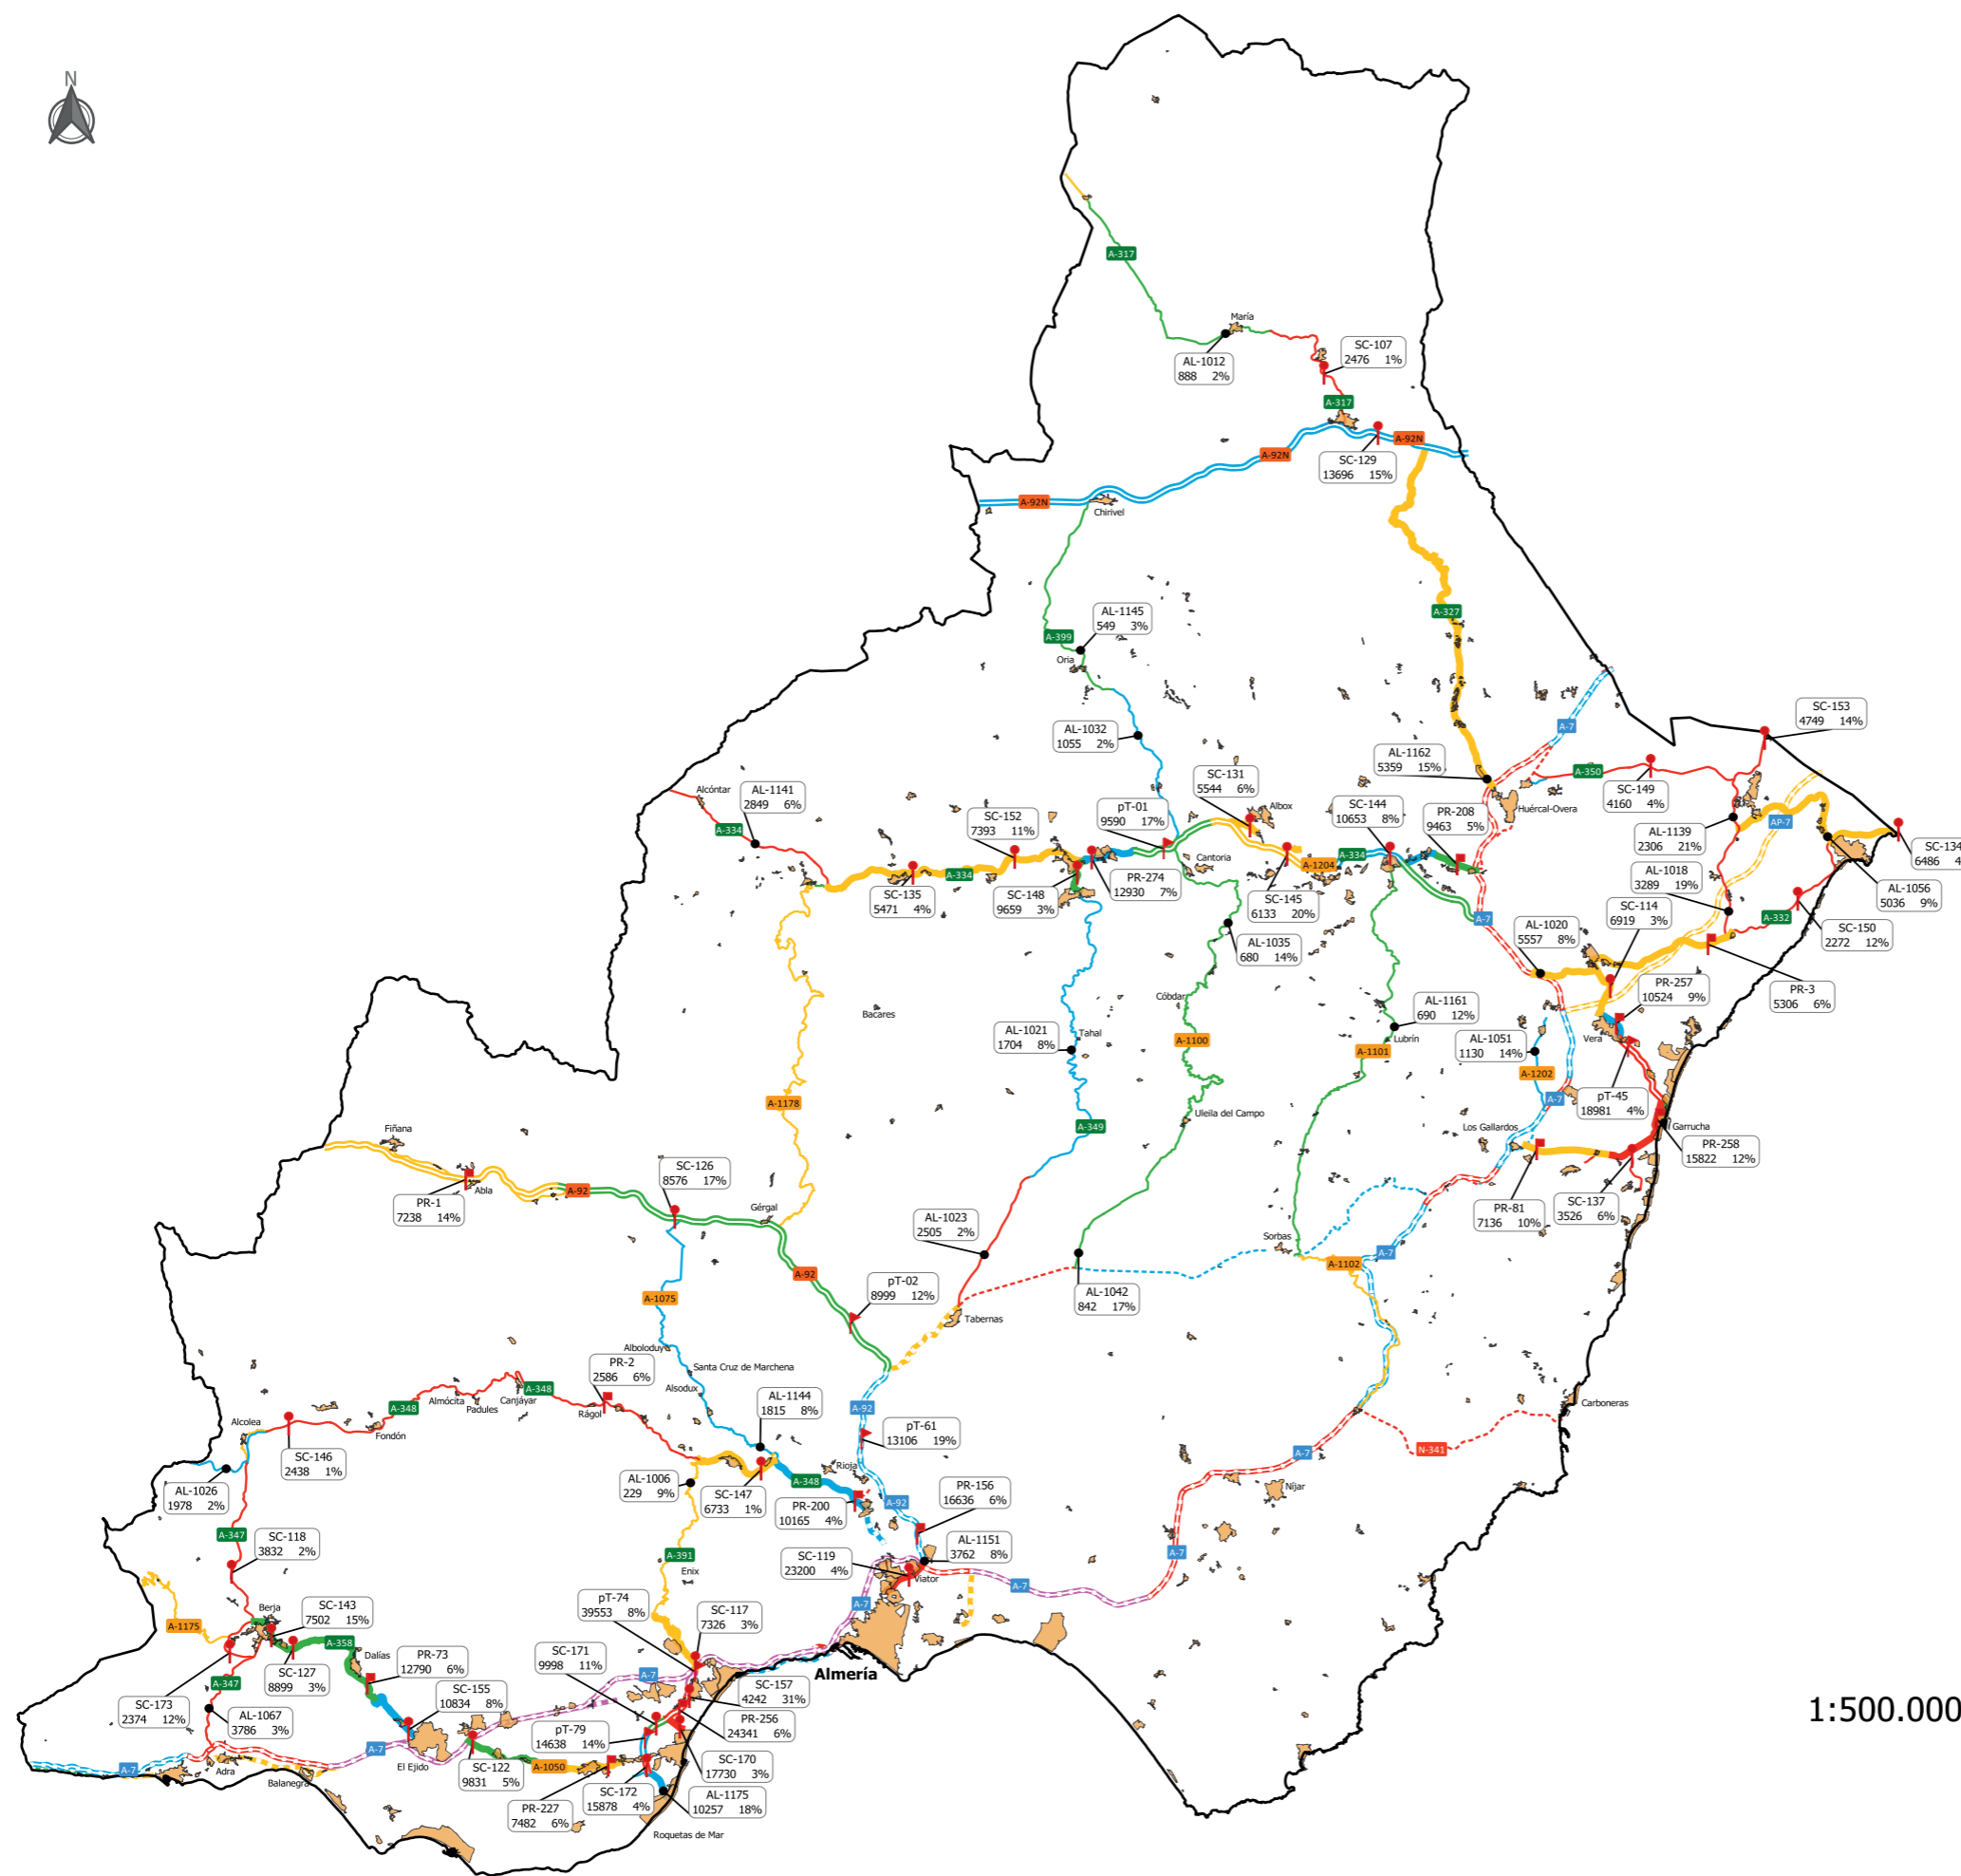 N
A-317
María
SC-107
2476 1%
AL-1012
888 2%
A-317
A-92N
SC-129
13696 15%
A-92N
A-92N
Chirivel
A-327
AL-1145
549 3%
A-399
Oria
SC-153
4749 14%
A-7
AL-1032
1055 2%
AL-1162
5359 15%
A-350
SC-149
4160 4%
Huércal-Overa
Alcóntar
AL-1141
2849 6%
SC-131
5544 6%
Albox
pT-01
9590 17%
SC-144
10653 8%
PR-208
9463 5%
SC-152
7393 11%
AP-7
A-334
AL-1139
2306 21%
SC-134
6486 4
A-334
A-1204
Cantoria
A-334
PR-274
12930 7%
AL-1018
3289 19%
AL-1056
5036 9%
SC-135
5471 4%
SC-148
9659 3%
SC-145
6133 20%
SC-114
6919 3%
A-7
A-332
AL-1020
5557 8%
SC-150
2272 12%
AL-1035
680 14%
PR-257
10524 9%
PR-3
5306 6%
Cóbdar
Bacares
AL-1161
690 12%
AL-1021
1704 8%
Tahal
A-1100
Lubrín
AL-1051
1130 14%
Vera
A-1101
A-1202
A-1178
A-7
pT-45
18981 4%
Uleila del Campo
A-349
Los Gallardos
Garrucha
Fiñana
PR-258
15822 12%
SC-126
8576 17%
Abla
A-92
PR-1
7238 14%
Gérgal
PR-81
7136 10%
SC-137
3526 6%
AL-1023
2505 2%
Sorbas
A-7
A-1102
A-92
pT-02
8999 12%
AL-1042
842 17%
A-1075
Tabernas
Alboloduy
Santa Cruz de Marchena
PR-2
2586 6%
Alsodux
A-348
Canjáyar
Almócita
Padules
A-348
Rágol
A-92
Carboneras
Alcolea
Fondón
AL-1144
1815 8%
pT-61
13106 19%
A-7
N-341
SC-146
2438 1%
Rioja
A-348
AL-1026
1978 2%
AL-1006
229 9%
SC-147
6733 1%
PR-200
10165 4%
A-92
PR-156
16636 6%
Níjar
A-347
SC-118
3832 2%
A-391
AL-1151
3762 8%
A-7
SC-119
23200 4%
Viator
Enix
A-7
pT-74
39553 8%
A-7
Berja
SC-143
7502 15%
A-1175
SC-117
7326 3%
A-358
Dalías
SC-171
9998 11%
PR-73
12790 6%
Almería
SC-127
8899 3%
A-347
A-7
SC-157
4242 31%
SC-155
10834 8%
SC-173
2374 12%
AL-1067
3786 3%
PR-256
24341 6%
1:500.000
pT-79
14638 14%
A-7
A-7
Adra
El Ejido
SC-122
9831 5%
A-1050
SC-170
17730 3%
Balanegra
SC-172
15878 4%
AL-1175
10257 18%
PR-227
7482 6%
Roquetas de Mar